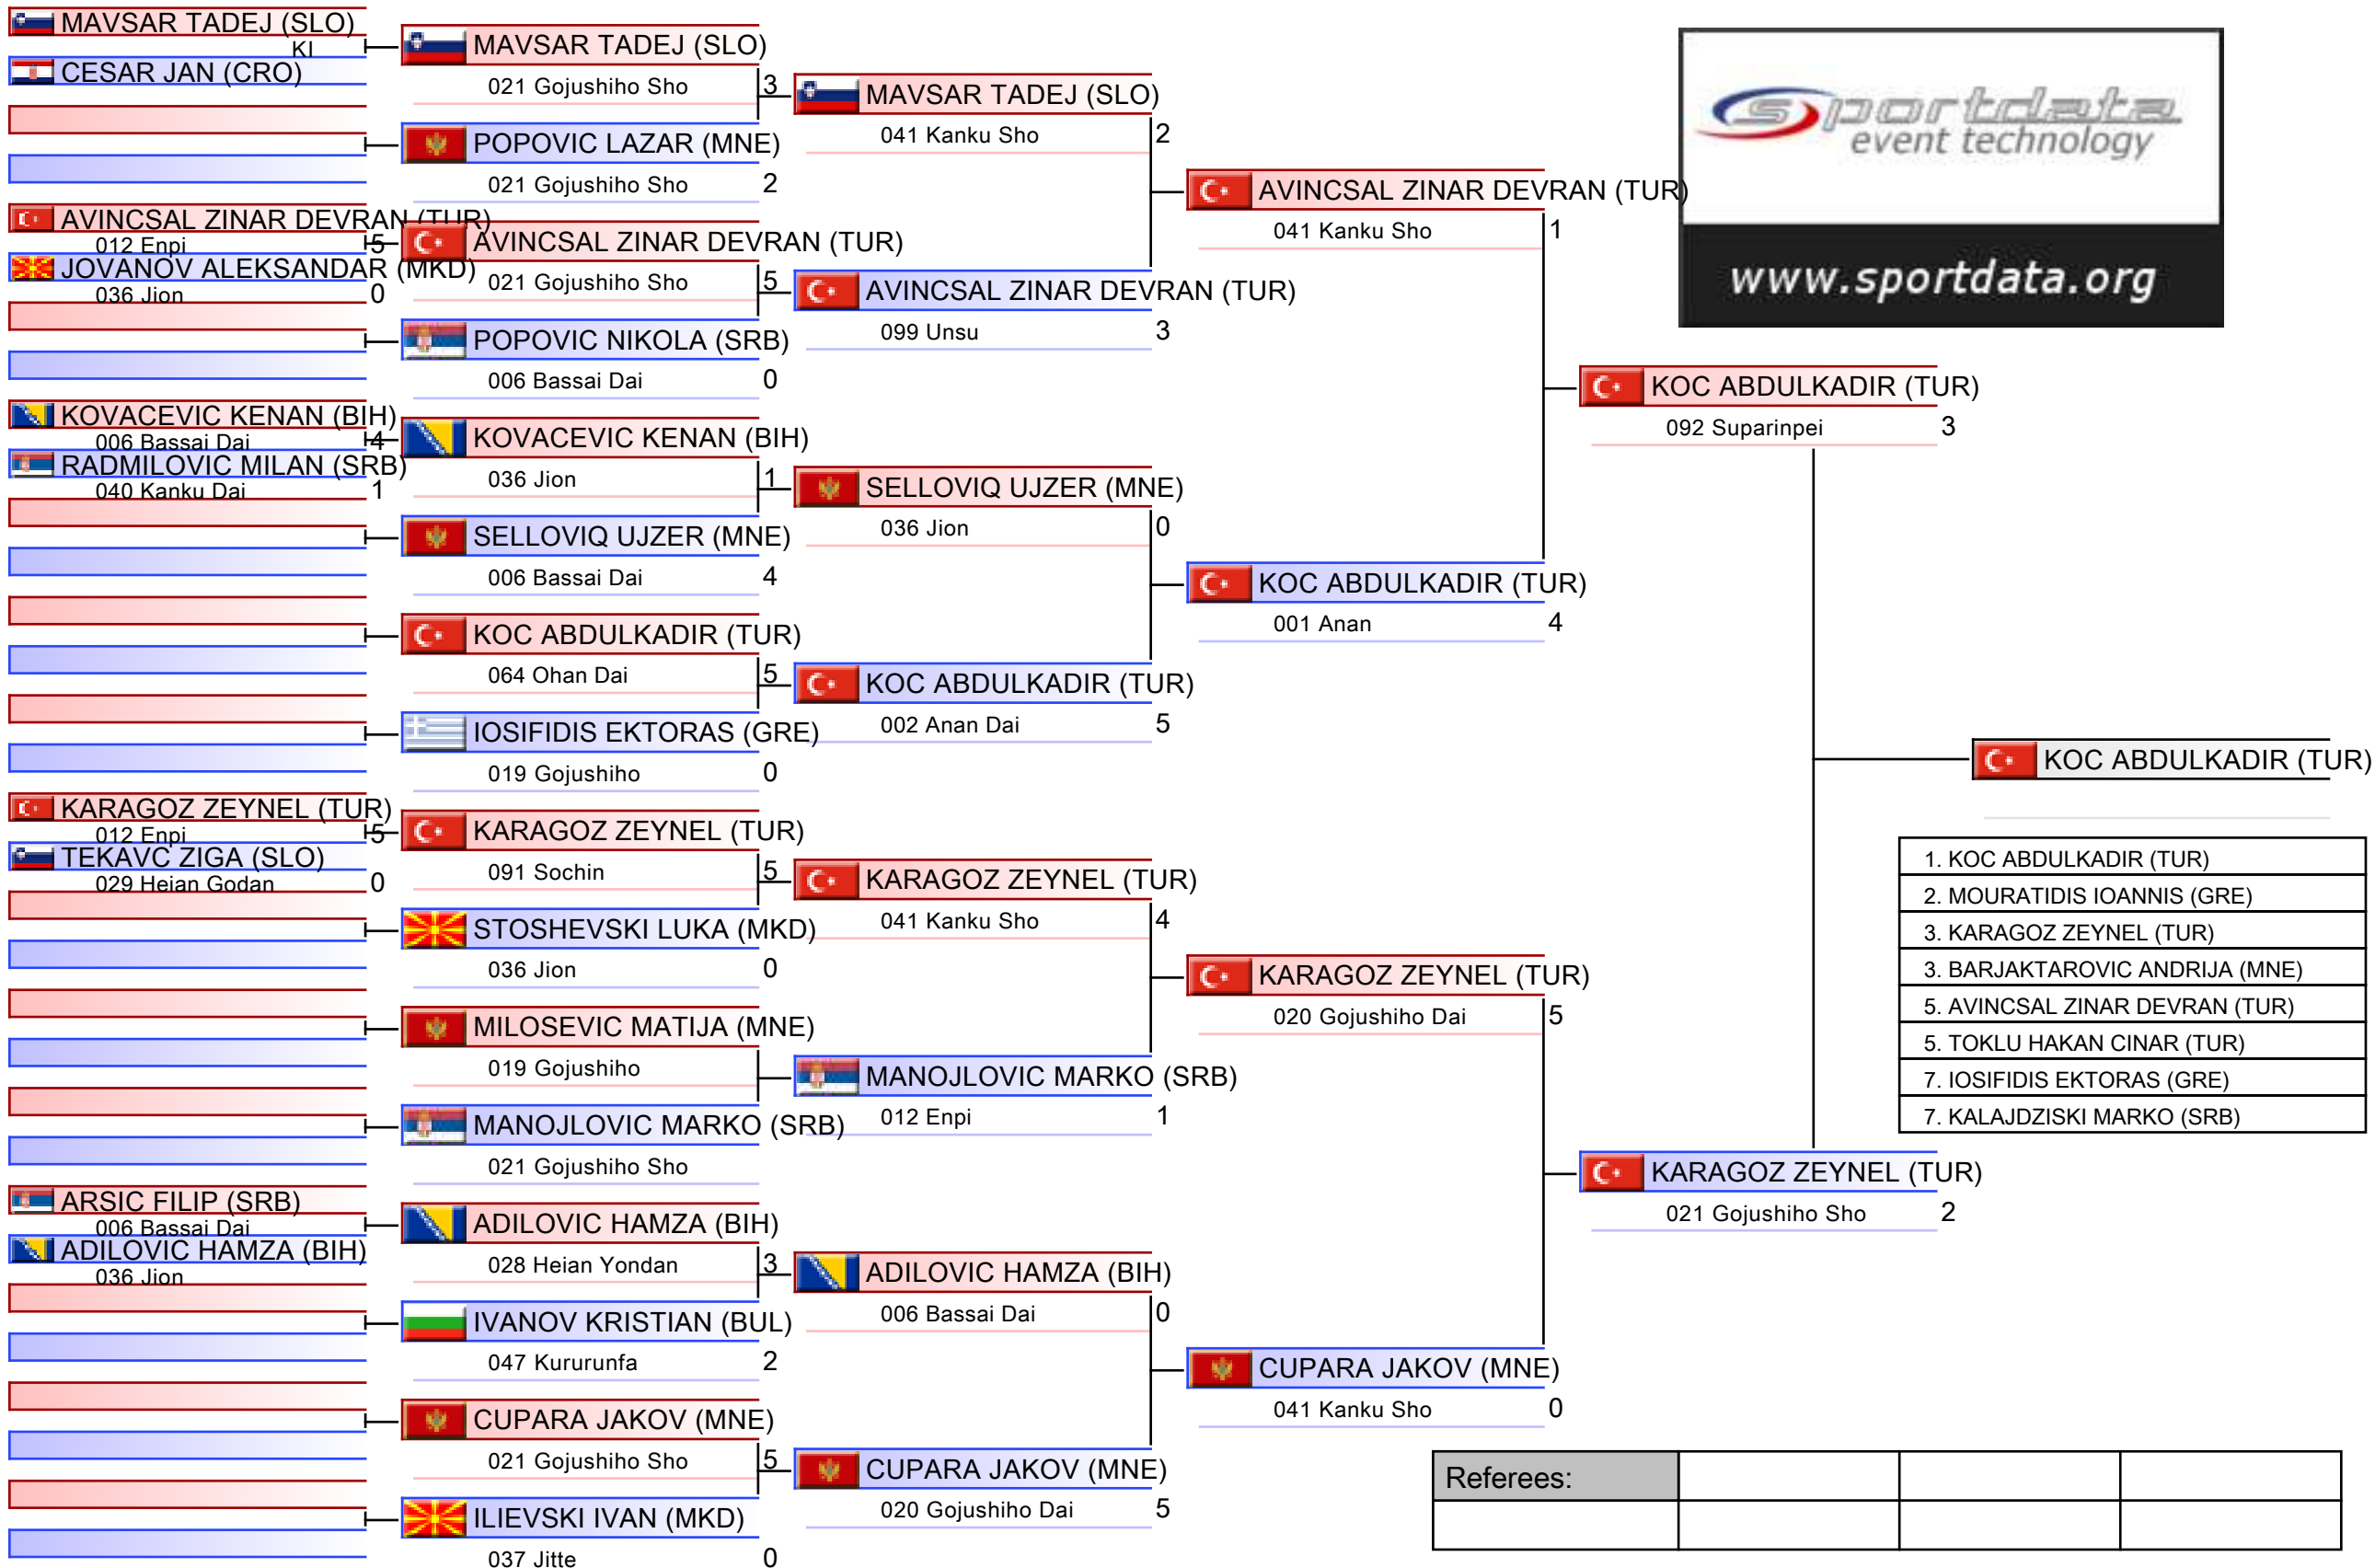 MAVSAR TADEJ (SLO)
KI
CESAR JAN (CRO)
AVINCSAL ZINAR DEVRAN (TUR)
012 Enpi 5
JOVANOV ALEKSANDAR (MKD)
036 Jion 0
KOVACEVIC KENAN (BIH)
006 Bassai Dai 4
RADMILOVIC MILAN (SRB)
040 Kanku Dai 1
KARAGOZ ZEYNEL (TUR)
012 Enpi 5
TEKAVC ZIGA (SLO)
029 Heian Godan 0
ARSIC FILIP (SRB)
006 Bassai Dai
ADILOVIC HAMZA (BIH)
036 Jion
MAVSAR TADEJ (SLO)
021 Gojushiho Sho 3
POPOVIC LAZAR (MNE)
021 Gojushiho Sho 2
AVINCSAL ZINAR DEVRAN (TUR)
021 Gojushiho Sho 5
POPOVIC NIKOLA (SRB)
006 Bassai Dai 0
KOVACEVIC KENAN (BIH)
036 Jion 1
SELLOVIQ UJZER (MNE)
006 Bassai Dai 4
KOC ABDULKADIR (TUR)
064 Ohan Dai 5
IOSIFIDIS EKTORAS (GRE)
019 Gojushiho 0
KARAGOZ ZEYNEL (TUR)
091 Sochin 5
STOSHEVSKI LUKA (MKD)
036 Jion 0
MILOSEVIC MATIJA (MNE)
019 Gojushiho
MANOJLOVIC MARKO (SRB)
021 Gojushiho Sho
ADILOVIC HAMZA (BIH)
028 Heian Yondan 3
IVANOV KRISTIAN (BUL)
047 Kururunfa 2
CUPARA JAKOV (MNE)
021 Gojushiho Sho 5
ILIEVSKI IVAN (MKD)
037 Jitte 0
MAVSAR TADEJ (SLO)
041 Kanku Sho 2
AVINCSAL ZINAR DEVRAN (TUR)
099 Unsu 3
SELLOVIQ UJZER (MNE)
036 Jion 0
KOC ABDULKADIR (TUR)
002 Anan Dai 5
KARAGOZ ZEYNEL (TUR)
041 Kanku Sho 4
MANOJLOVIC MARKO (SRB)
012 Enpi 1
ADILOVIC HAMZA (BIH)
006 Bassai Dai 0
CUPARA JAKOV (MNE)
020 Gojushiho Dai 5
AVINCSAL ZINAR DEVRAN (TUR)
041 Kanku Sho 1
KOC ABDULKADIR (TUR)
001 Anan 4
KARAGOZ ZEYNEL (TUR)
020 Gojushiho Dai 5
CUPARA JAKOV (MNE)
041 Kanku Sho 0
KOC ABDULKADIR (TUR)
092 Suparinpei 3
KARAGOZ ZEYNEL (TUR)
021 Gojushiho Sho 2
KOC ABDULKADIR (TUR)
sportdata
event technology
www.sportdata.org
1. KOC ABDULKADIR (TUR)
2. MOURATIDIS IOANNIS (GRE)
3. KARAGOZ ZEYNEL (TUR)
3. BARJAKTAROVIC ANDRIJA (MNE)
5. AVINCSAL ZINAR DEVRAN (TUR)
5. TOKLU HAKAN CINAR (TUR)
7. IOSIFIDIS EKTORAS (GRE)
7. KALAJDZISKI MARKO (SRB)
Referees: